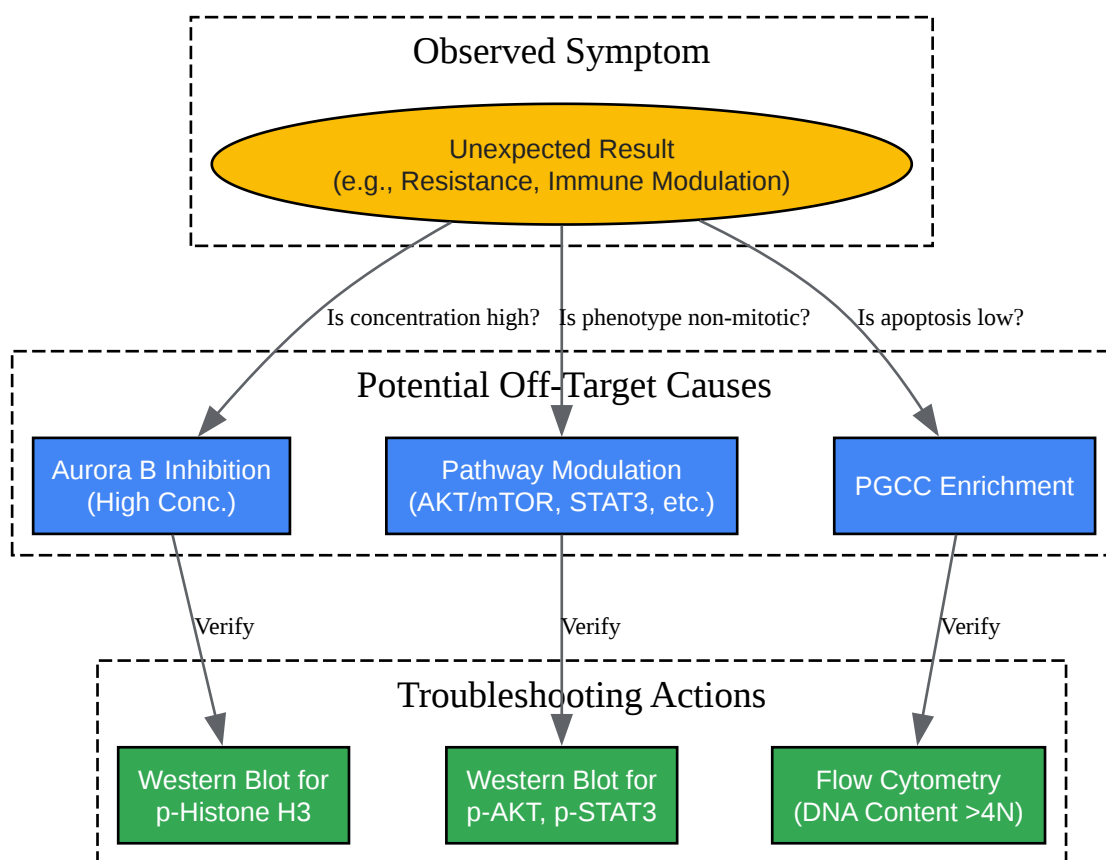 Observed Symptom
Unexpected Result
(e.g., Resistance, Immune Modulation)
Is concentration high?
Is phenotype non-mitotic?
Is apoptosis low?
Potential Off-Target Causes
Aurora B Inhibition
(High Conc.)
Pathway Modulation
(AKT/mTOR, STAT3, etc.)
PGCC Enrichment
Verify
Verify
Verify
Troubleshooting Actions
Western Blot for
p-Histone H3
Western Blot for
p-AKT, p-STAT3
Flow Cytometry
(DNA Content >4N)